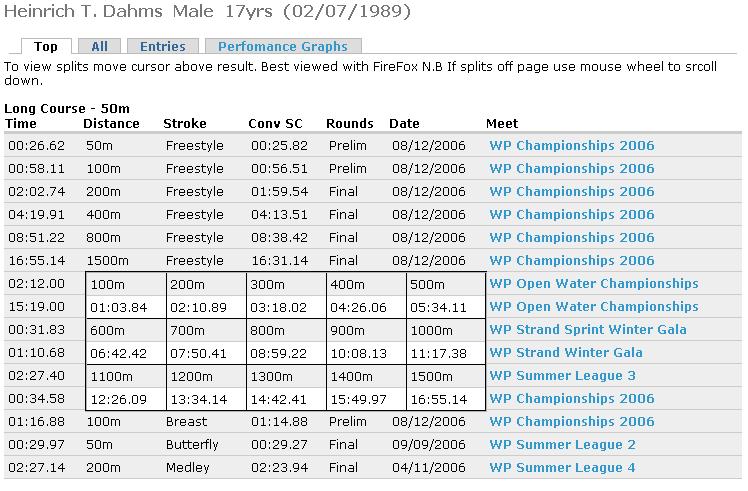 Heinrich T. Dahms Male 17yrs (02/07/1989)
Top All Entries Perfomance Graphs
To view splits move cursor above result. Best viewed with FireFox N.B If splits off page use mouse wheel to srcoll
down.
Long Course - 50m
Time Distance Stroke Conv SC Rounds Date Meet
00:26.62 50m Freestyle 00:25.82 Prelim 08/12/2006 WP Championships 2006
00:58.11 100m Freestyle 00:56.51 Prelim 08/12/2006 WP Championships 2006
02:02.74 200m Freestyle 01:59.54 Final 08/12/2006 WP Championships 2006
04:19.91 400m Freestyle 04:13.51 Final 08/12/2006 WP Championships 2006
08:51.22 800m Freestyle 08:38.42 Final 08/12/2006 WP Championships 2006
16:55.14 1500m Freestyle 16:31.14 Final 08/12/2006 WP Championships 2006
02:12.00 100m 200m 300m 400m 500m WP Open Water Championships
15:19.00 01:03.84 02:10.89 03:18.02 04:26.06 05:34.11 WP Open Water Championships
00:31.83 600m 700m 800m 900m 1000m WP Strand Sprint Winter Gala
01:10.68 06:42.42 07:50.41 08:59.22 10:08.13 11:17.38 WP Strand Winter Gala
02:27.40 1100m 1200m 1300m 1400m 1500m WP Summer League 3
00:34.58 12:26.09 13:34.14 14:42.41 15:49.97 16:55.14 WP Championships 2006
01:16.88 100m Breast 01:14.88 Prelim 08/12/2006 WP Championships 2006
00:29.97 50m Butterfly 00:29.27 Final 09/09/2006 WP Summer League 2
02:27.14 200m Medley 02:23.94 Final 04/11/2006 WP Summer League 4